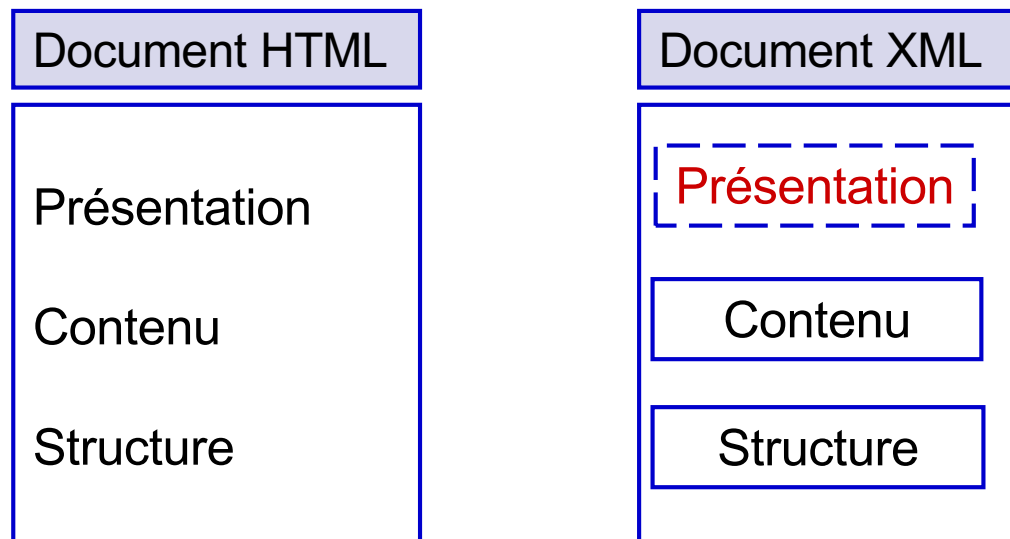 Document HTML
Présentation
Contenu
Structure
Document XML
Présentation
Contenu
Structure